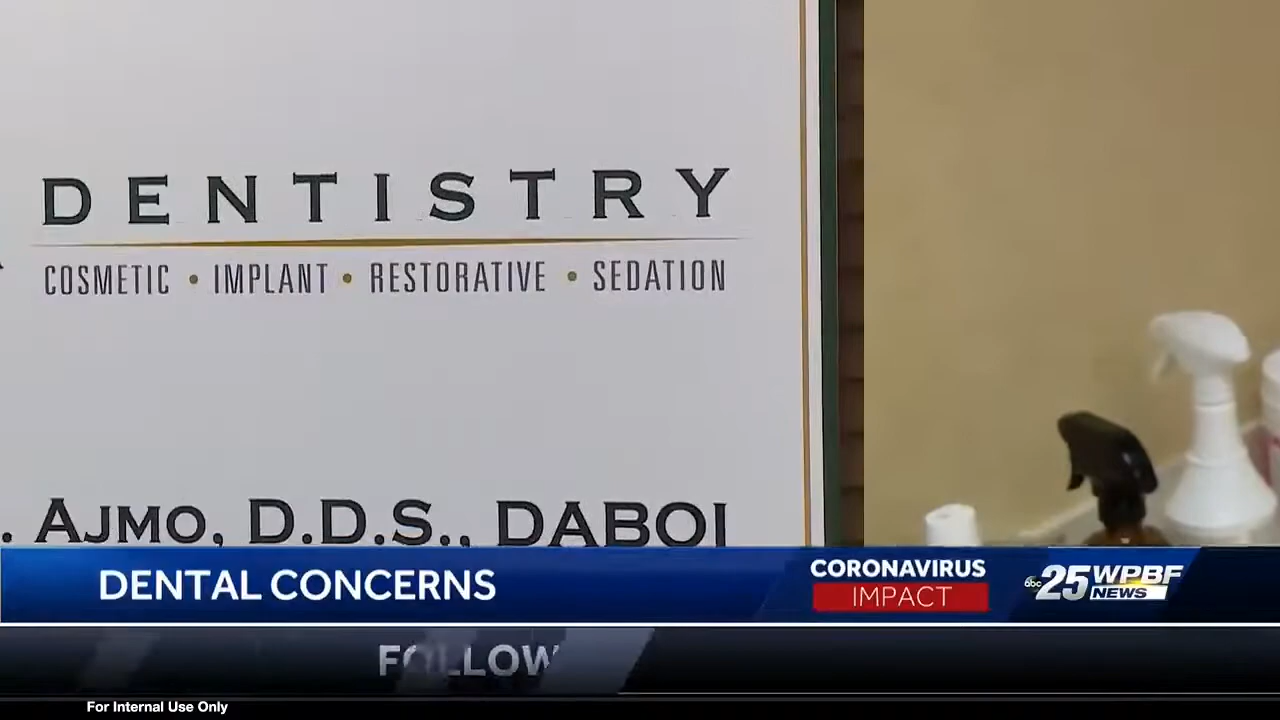 DENTISTRY
COSMETIC • IMPLANT • RESTORATIVE • SEDATION
. AJMO, D.D.S., DABOI
DENTAL CONCERNS
CORONAVIRUS
IMPACT
abc 25 WPBF
NEWS
FOLLOW
For Internal Use Only